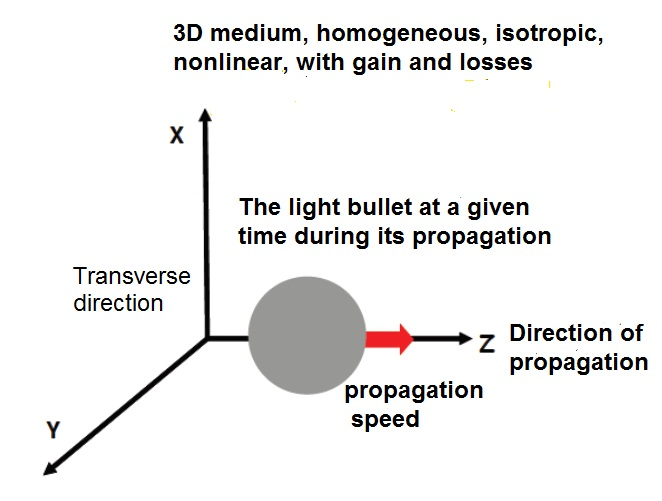 3D medium, homogeneous, isotropic,
nonlinear, with gain and losses
X
The light bullet at a given
time during its propagation
Transverse
direction
Z
Direction of
propagation
propagation
speed
Y